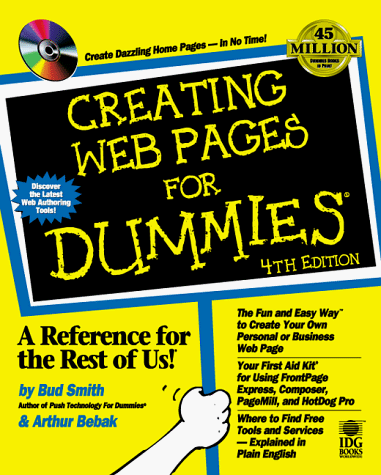 Create Dazzling Home Pages — In No Time!
45
MILLION
DUMMIES BOOKS
IN PRINT
CREATING
WEB PAGES
FOR
DUMMIES®
4TH EDITION
Discover the
Latest
Web Authoring
Tools!
A Reference for
the Rest of Us!®
by Bud Smith
Author of Push Technology For Dummies®
& Arthur Bebak
The Fun and Easy Way™
to Create Your Own
Personal or Business
Web Page
Your First Aid Kit®
for Using FrontPage
Express, Composer,
PageMill, and HotDog Pro
Where to Find Free
Tools and Services
— Explained in
Plain English
IDG
BOOKS
WORLDWIDE